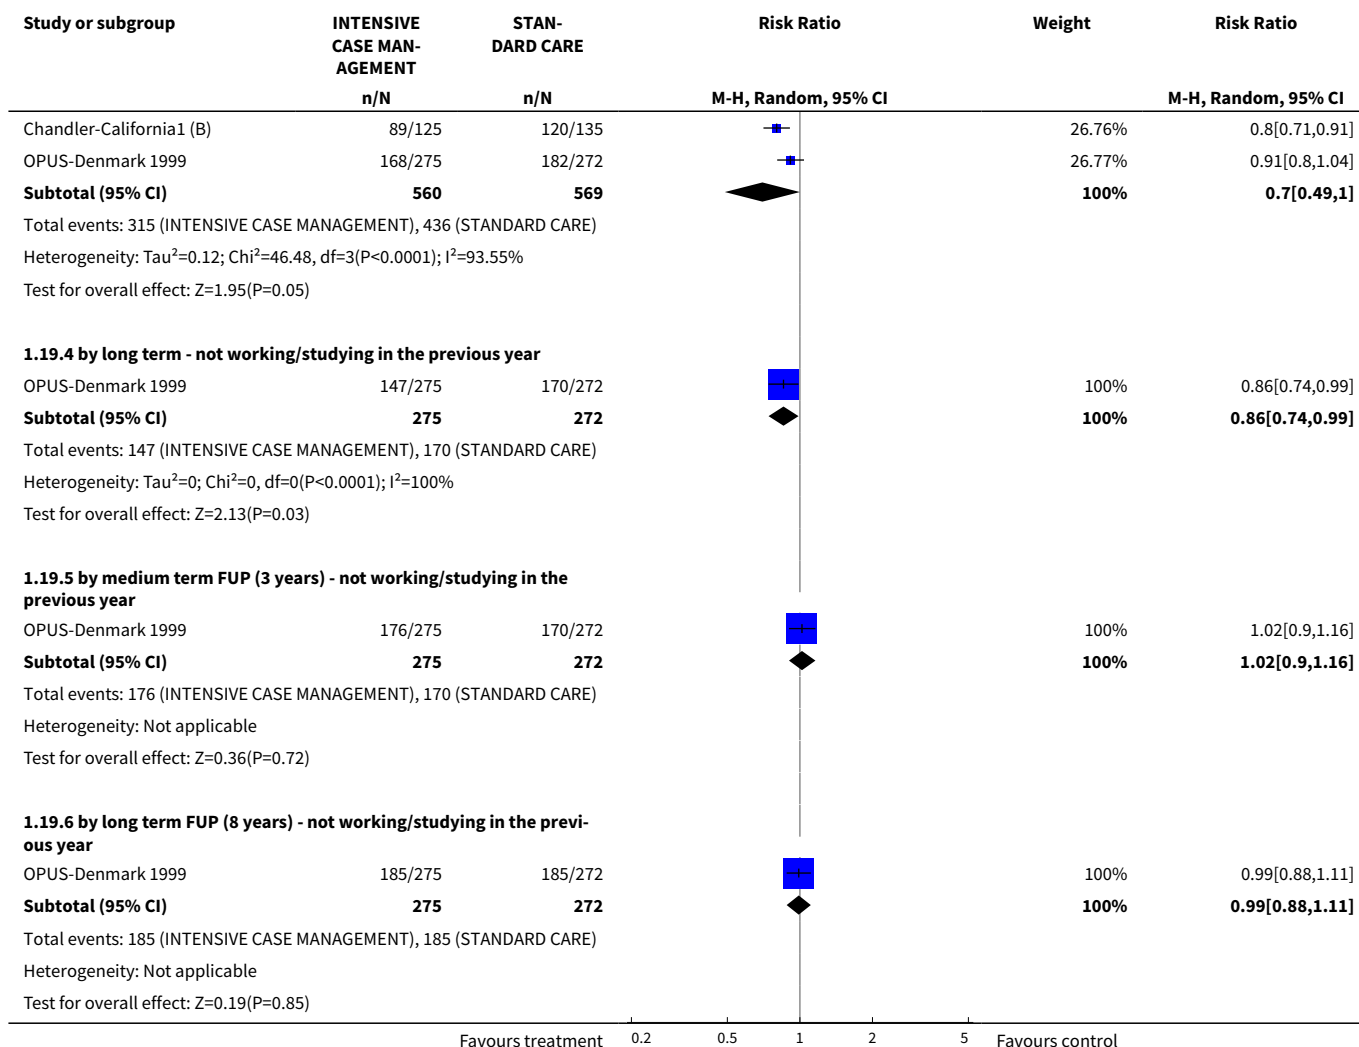 Study or subgroup INTENSIVE STAN- Risk Ratio Weight Risk Ratio
CASE MAN- DARD CARE
AGEMENT
n/N n/N M-H, Random, 95% CI M-H, Random, 95% CI
Chandler-California1 (B) 89/125 120/135 26.76% 0.8[0.71,0.91]
OPUS-Denmark 1999 168/275 182/272 26.77% 0.91[0.8,1.04]
Subtotal (95% CI) 560 569 100% 0.7[0.49,1]
Total events: 315 (INTENSIVE CASE MANAGEMENT), 436 (STANDARD CARE)
Heterogeneity: Tau²=0.12; Chi²=46.48, df=3(P<0.0001); I²=93.55%
Test for overall effect: Z=1.95(P=0.05)
1.19.4 by long term - not working/studying in the previous year
OPUS-Denmark 1999 147/275 170/272 100% 0.86[0.74,0.99]
Subtotal (95% CI) 275 272 100% 0.86[0.74,0.99]
Total events: 147 (INTENSIVE CASE MANAGEMENT), 170 (STANDARD CARE)
Heterogeneity: Tau²=0; Chi²=0, df=0(P<0.0001); I²=100%
Test for overall effect: Z=2.13(P=0.03)
1.19.5 by medium term FUP (3 years) - not working/studying in the
previous year
OPUS-Denmark 1999 176/275 170/272 100% 1.02[0.9,1.16]
Subtotal (95% CI) 275 272 100% 1.02[0.9,1.16]
Total events: 176 (INTENSIVE CASE MANAGEMENT), 170 (STANDARD CARE)
Heterogeneity: Not applicable
Test for overall effect: Z=0.36(P=0.72)
1.19.6 by long term FUP (8 years) - not working/studying in the previ-
ous year
OPUS-Denmark 1999 185/275 185/272 100% 0.99[0.88,1.11]
Subtotal (95% CI) 275 272 100% 0.99[0.88,1.11]
Total events: 185 (INTENSIVE CASE MANAGEMENT), 185 (STANDARD CARE)
Heterogeneity: Not applicable
Test for overall effect: Z=0.19(P=0.85)
Favours treatment 0.2 0.5 1 2 5 Favours control